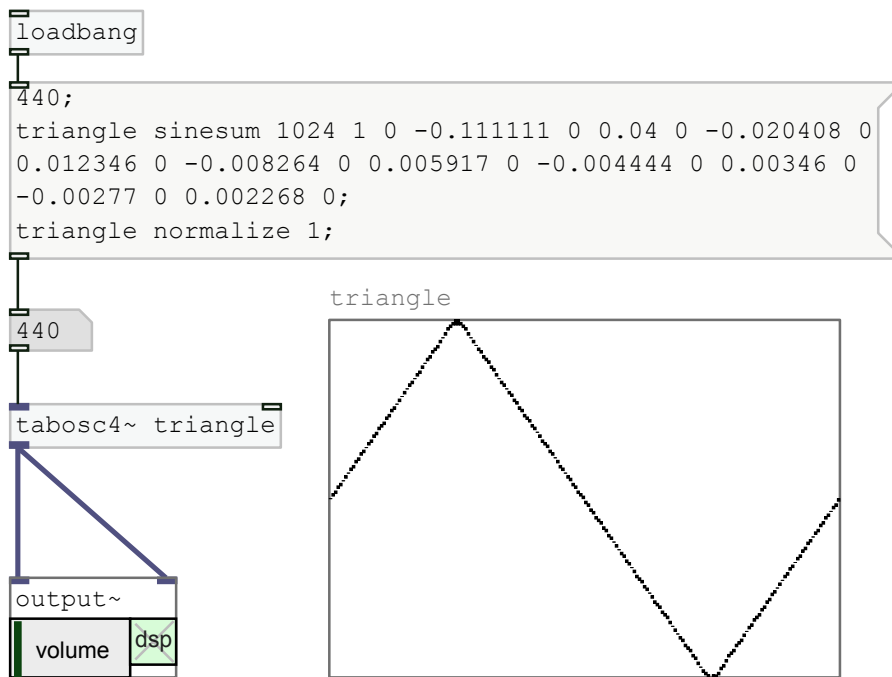 loadbang
440;
triangle sinesum 1024 1 0 -0.111111 0 0.04 0 -0.020408 0
0.012346 0 -0.008264 0 0.005917 0 -0.004444 0 0.00346 0
-0.00277 0 0.002268 0;
triangle normalize 1;
triangle
440
tabosc4~ triangle
output~
volume
dsp